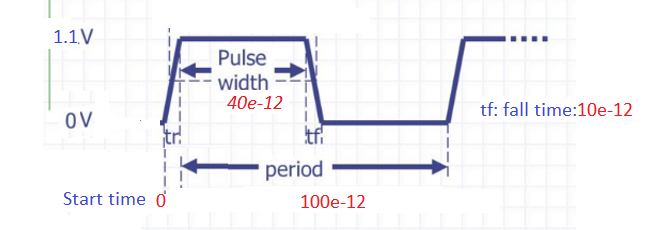 1.1V
Pulse
width
40e-12
0V
tf: fall time:10e-12
tr
tf
period
Start time 0
100e-12